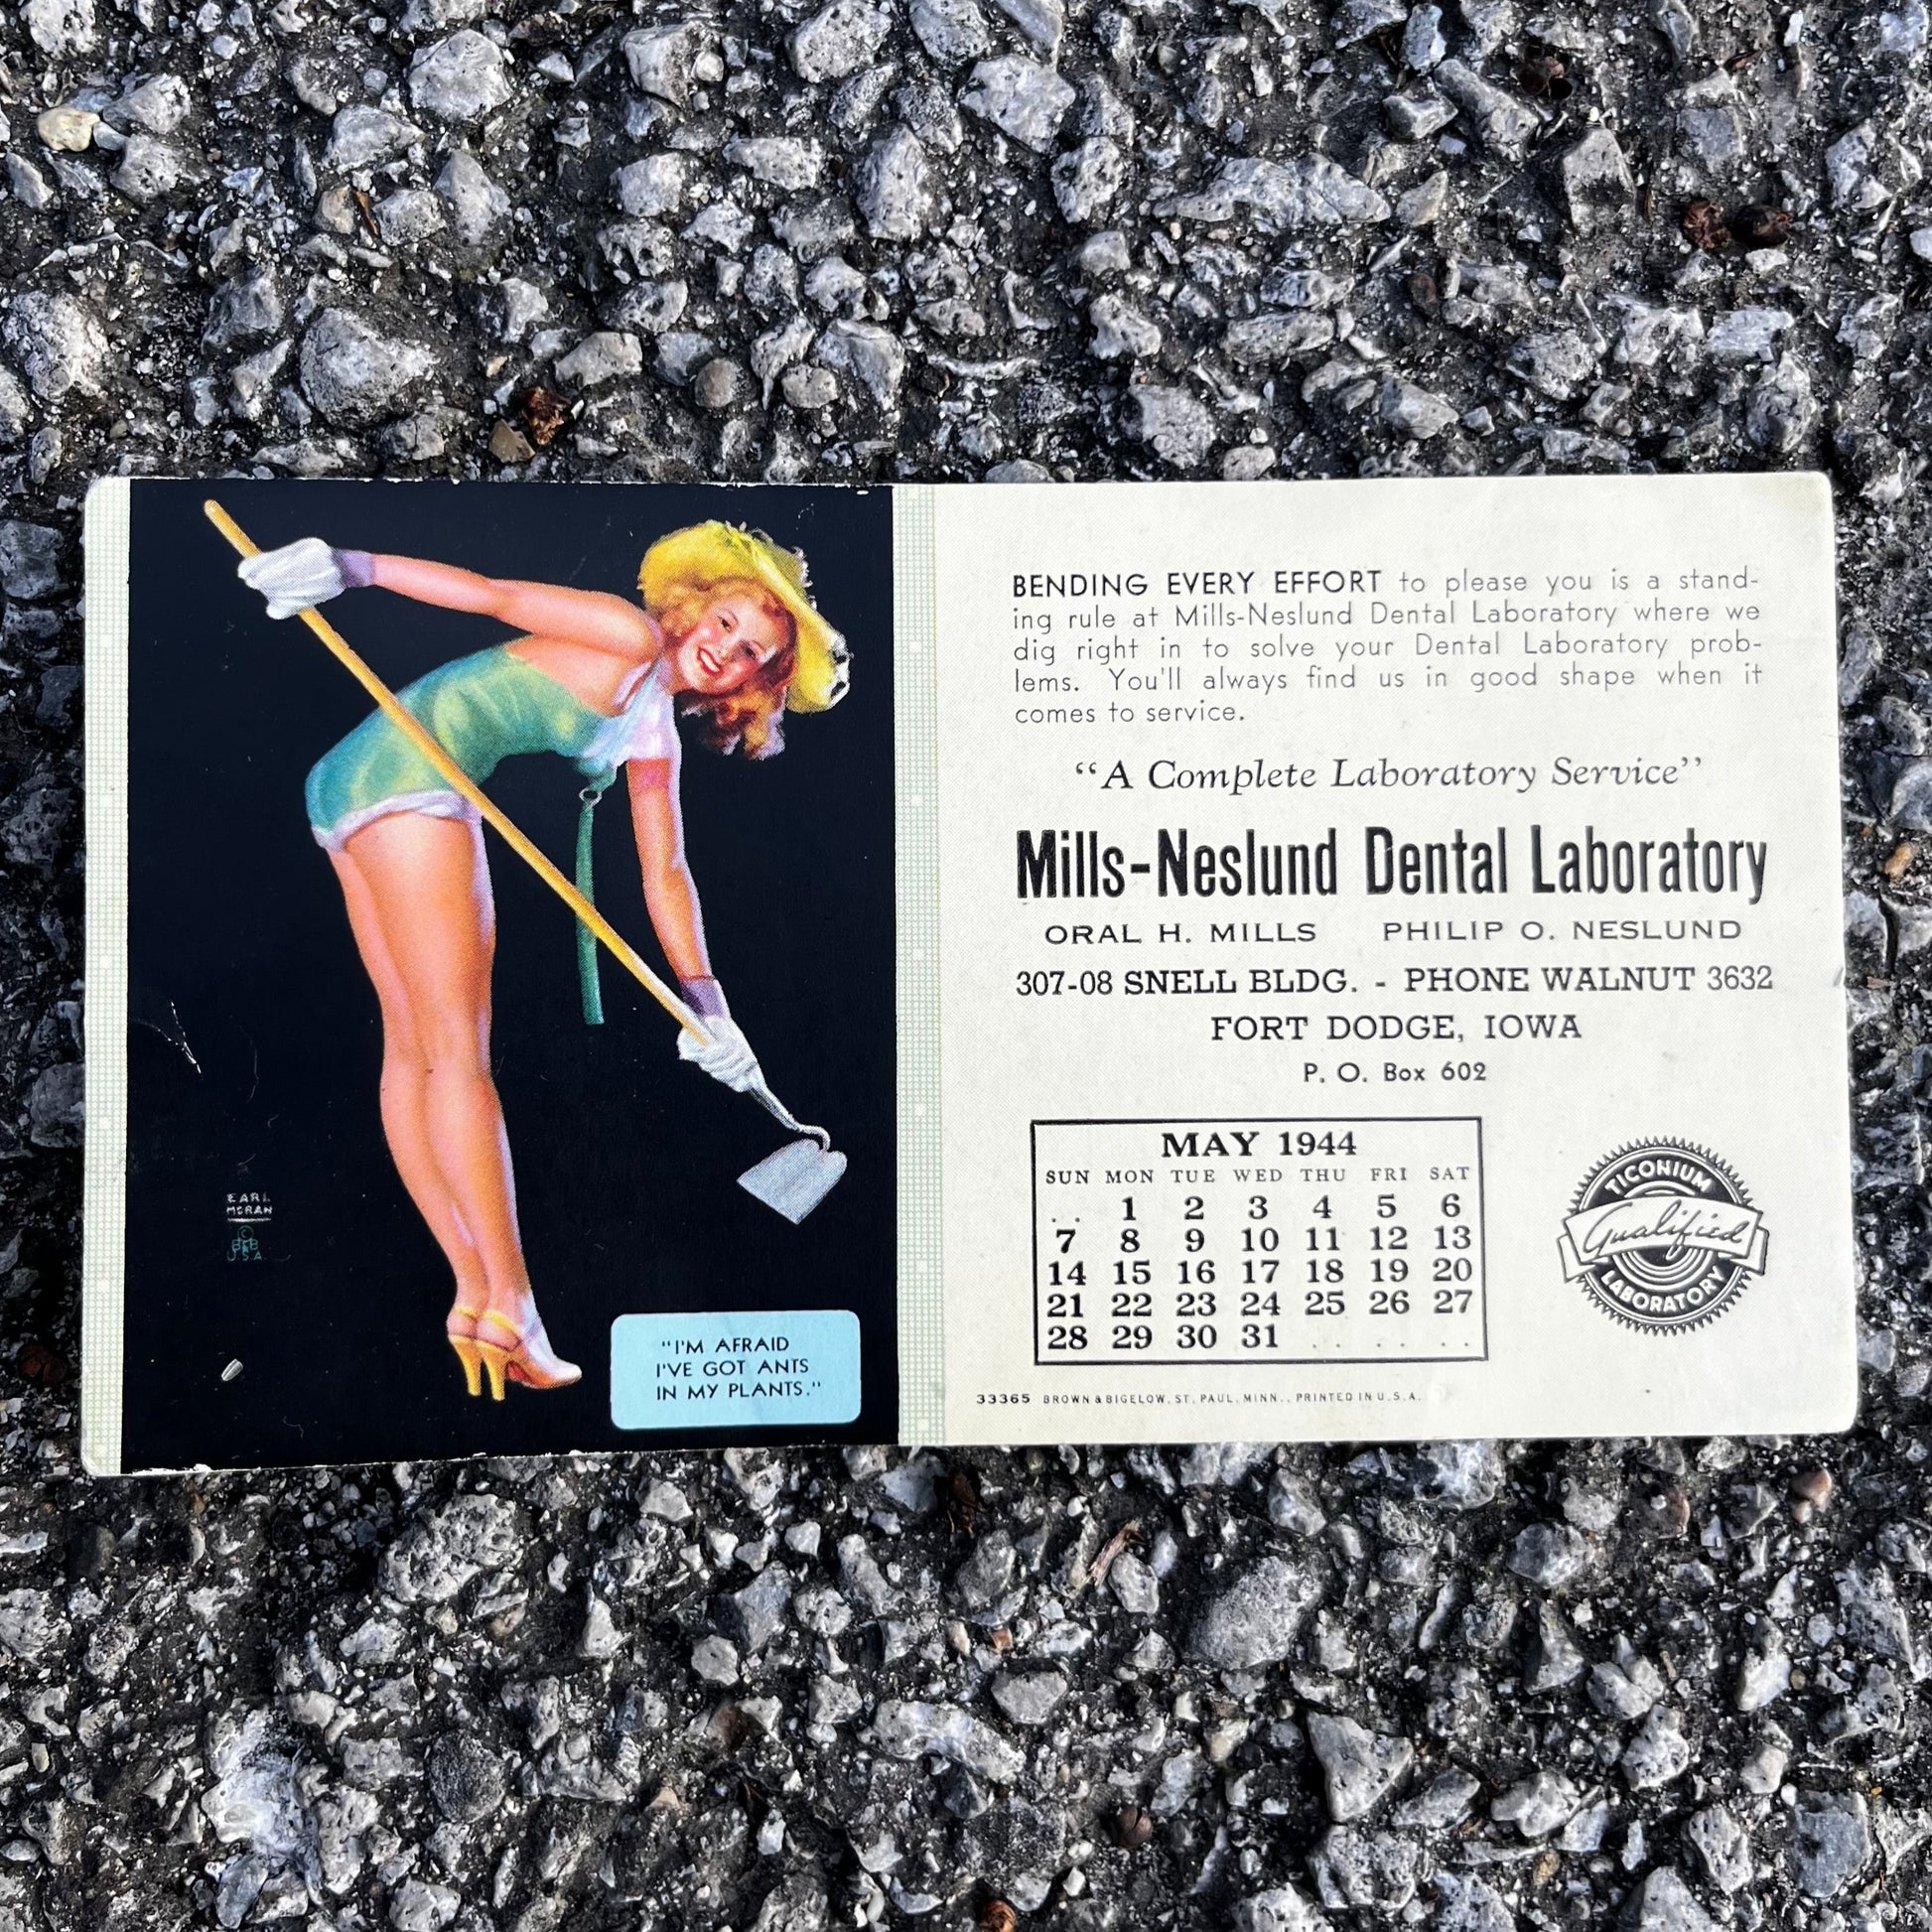 EARL
MORAN
©
B&B
U S A
"I'M AFRAID
I'VE GOT ANTS
IN MY PLANTS."
BENDING EVERY EFFORT to please you is a stand-
ing rule at Mills-Neslund Dental Laboratory where we
dig right in to solve your Dental Laboratory prob-
lems. You'll always find us in good shape when it
comes to service.
"A Complete Laboratory Service"
Mills-Neslund Dental Laboratory
ORAL H. MILLS PHILIP O. NESLUND
307-08 SNELL BLDG. - PHONE WALNUT 3632
FORT DODGE, IOWA
P. O. Box 602
MAY 1944
SUN MON TUE WED THU FRI SAT
. . 1 2 3 4 5 6
7 8 9 10 11 12 13
14 15 16 17 18 19 20
21 22 23 24 25 26 27
28 29 30 31 . . . . . .
TICONIUM
Qualified
LABORATORY
33365 BROWN & BIGELOW, ST. PAUL, MINN., PRINTED IN U.S.A.